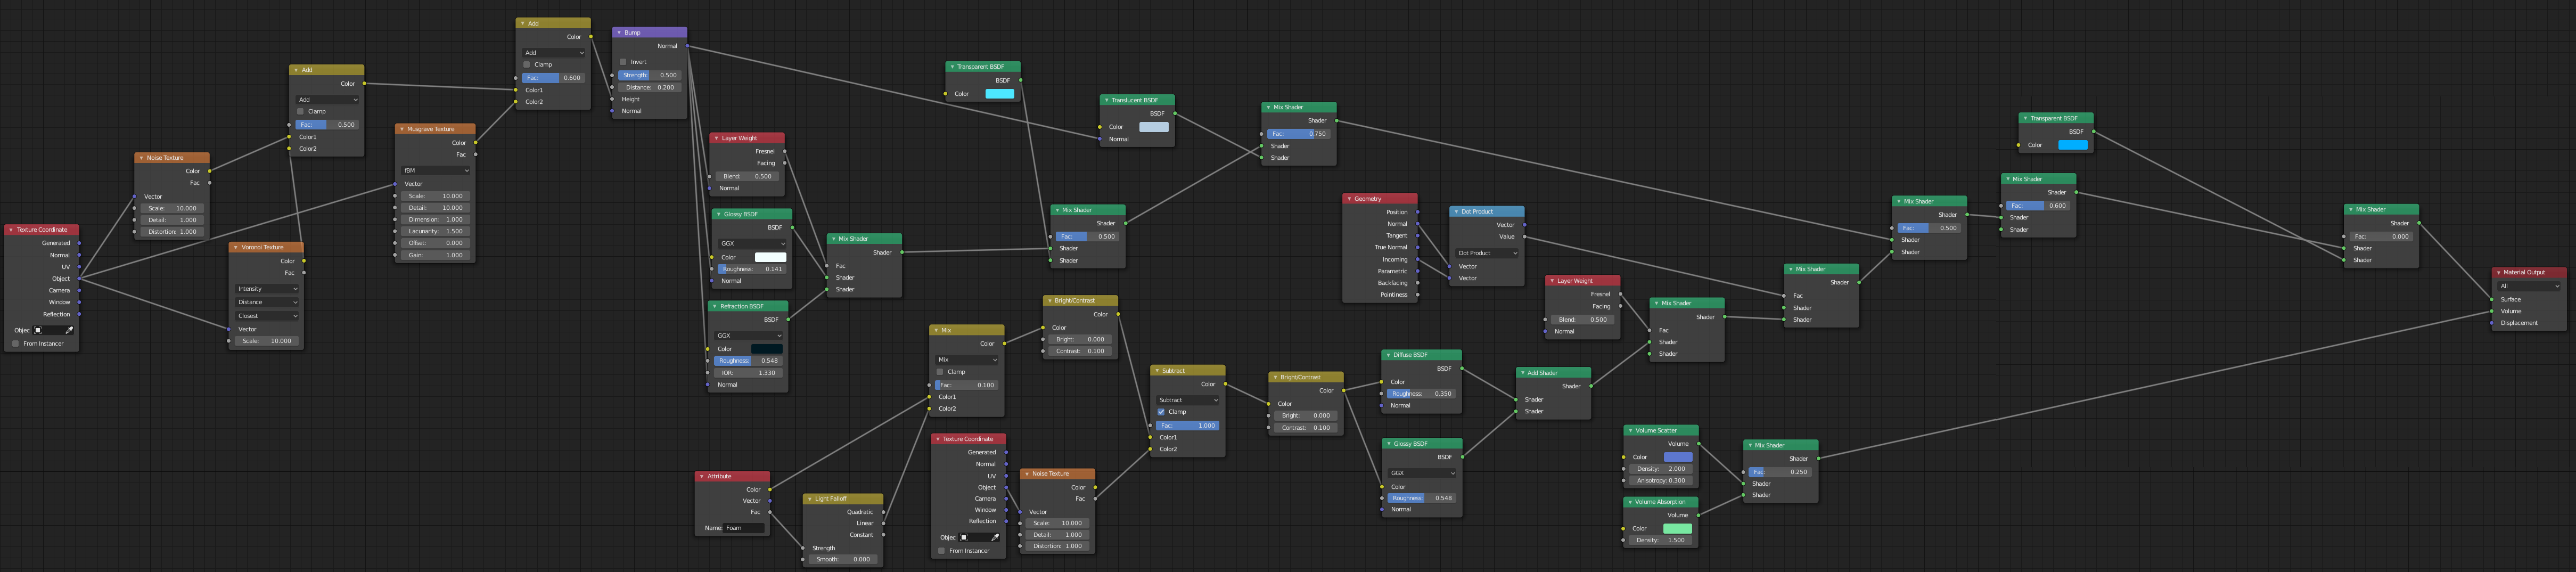 Texture Coordinate
Generated
Normal
UV
Object
Camera
Window
Reflection
Objec
From Instancer
Noise Texture
Color
Fac
Vector
Scale: 10.000
Detail: 1.000
Distortion: 1.000
Voronoi Texture
Color
Fac
Intensity
Distance
Closest
Vector
Scale: 10.000
Add
Color
Add
Clamp
Fac: 0.500
Color1
Color2
Musgrave Texture
Color
Fac
fBM
Vector
Scale: 10.000
Detail: 10.000
Dimension: 1.000
Lacunarity: 1.500
Offset: 0.000
Gain: 1.000
Add
Color
Add
Clamp
Fac: 0.600
Color1
Color2
Bump
Normal
Invert
Strength: 0.500
Distance: 0.200
Height
Normal
Layer Weight
Fresnel
Facing
Blend: 0.500
Normal
Glossy BSDF
BSDF
GGX
Color
Roughness: 0.141
Normal
Refraction BSDF
BSDF
GGX
Color
Roughness: 0.548
IOR: 1.330
Normal
Mix Shader
Shader
Fac
Shader
Shader
Transparent BSDF
BSDF
Color
Translucent BSDF
BSDF
Color
Normal
Mix Shader
Shader
Fac: 0.500
Shader
Shader
Mix Shader
Shader
Fac: 0.750
Shader
Shader
Attribute
Color
Vector
Fac
Name: Foam
Light Falloff
Quadratic
Linear
Constant
Strength
Smooth: 0.000
Mix
Color
Mix
Clamp
Fac: 0.100
Color1
Color2
Texture Coordinate
Generated
Normal
UV
Object
Camera
Window
Reflection
Objec
From Instancer
Noise Texture
Color
Fac
Vector
Scale: 10.000
Detail: 1.000
Distortion: 1.000
Bright/Contrast
Color
Color
Bright: 0.000
Contrast: 0.100
Subtract
Color
Subtract
Clamp
Fac: 1.000
Color1
Color2
Bright/Contrast
Color
Color
Bright: 0.000
Contrast: 0.100
Geometry
Position
Normal
Tangent
True Normal
Incoming
Parametric
Backfacing
Pointiness
Dot Product
Vector
Value
Dot Product
Vector
Vector
Diffuse BSDF
BSDF
Color
Roughness: 0.350
Normal
Glossy BSDF
BSDF
GGX
Color
Roughness: 0.548
Normal
Add Shader
Shader
Shader
Shader
Layer Weight
Fresnel
Facing
Blend: 0.500
Normal
Mix Shader
Shader
Fac
Shader
Shader
Mix Shader
Shader
Fac
Shader
Shader
Volume Scatter
Volume
Color
Density: 2.000
Anisotropy: 0.300
Volume Absorption
Volume
Color
Density: 1.500
Mix Shader
Shader
Fac: 0.250
Shader
Shader
Mix Shader
Shader
Fac: 0.500
Shader
Shader
Transparent BSDF
BSDF
Color
Mix Shader
Shader
Fac: 0.600
Shader
Shader
Mix Shader
Shader
Fac: 0.000
Shader
Shader
Material Output
All
Surface
Volume
Displacement